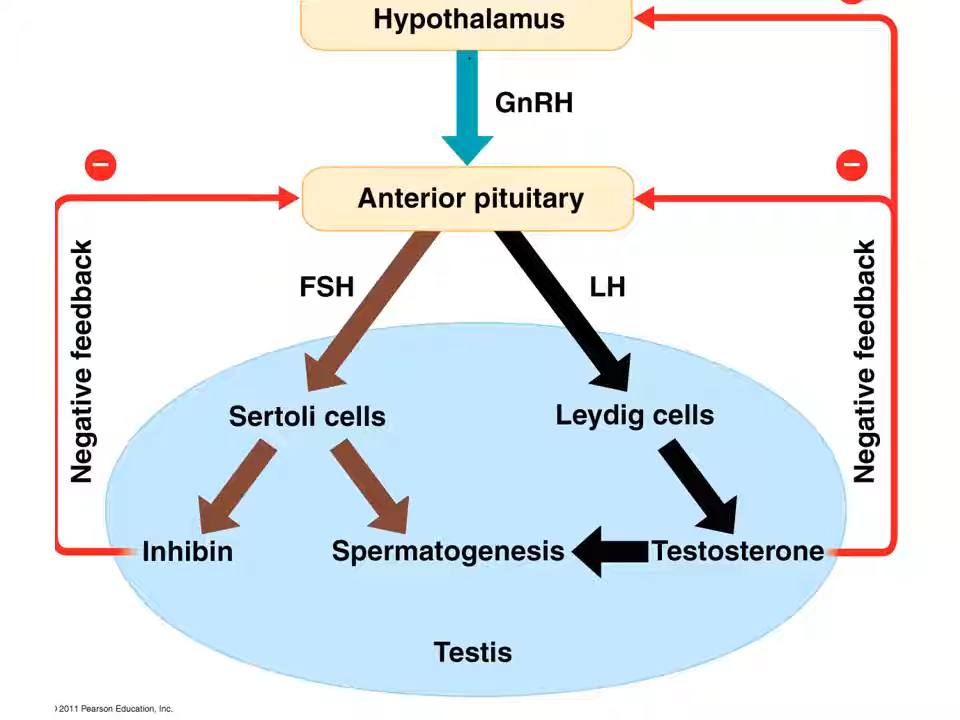 Hypothalamus
GnRH
Anterior pituitary
Negative feedback
FSH
LH
Negative feedback
Sertoli cells
Leydig cells
Inhibin
Spermatogenesis
Testosterone
Testis
2011 Pearson Education, Inc.